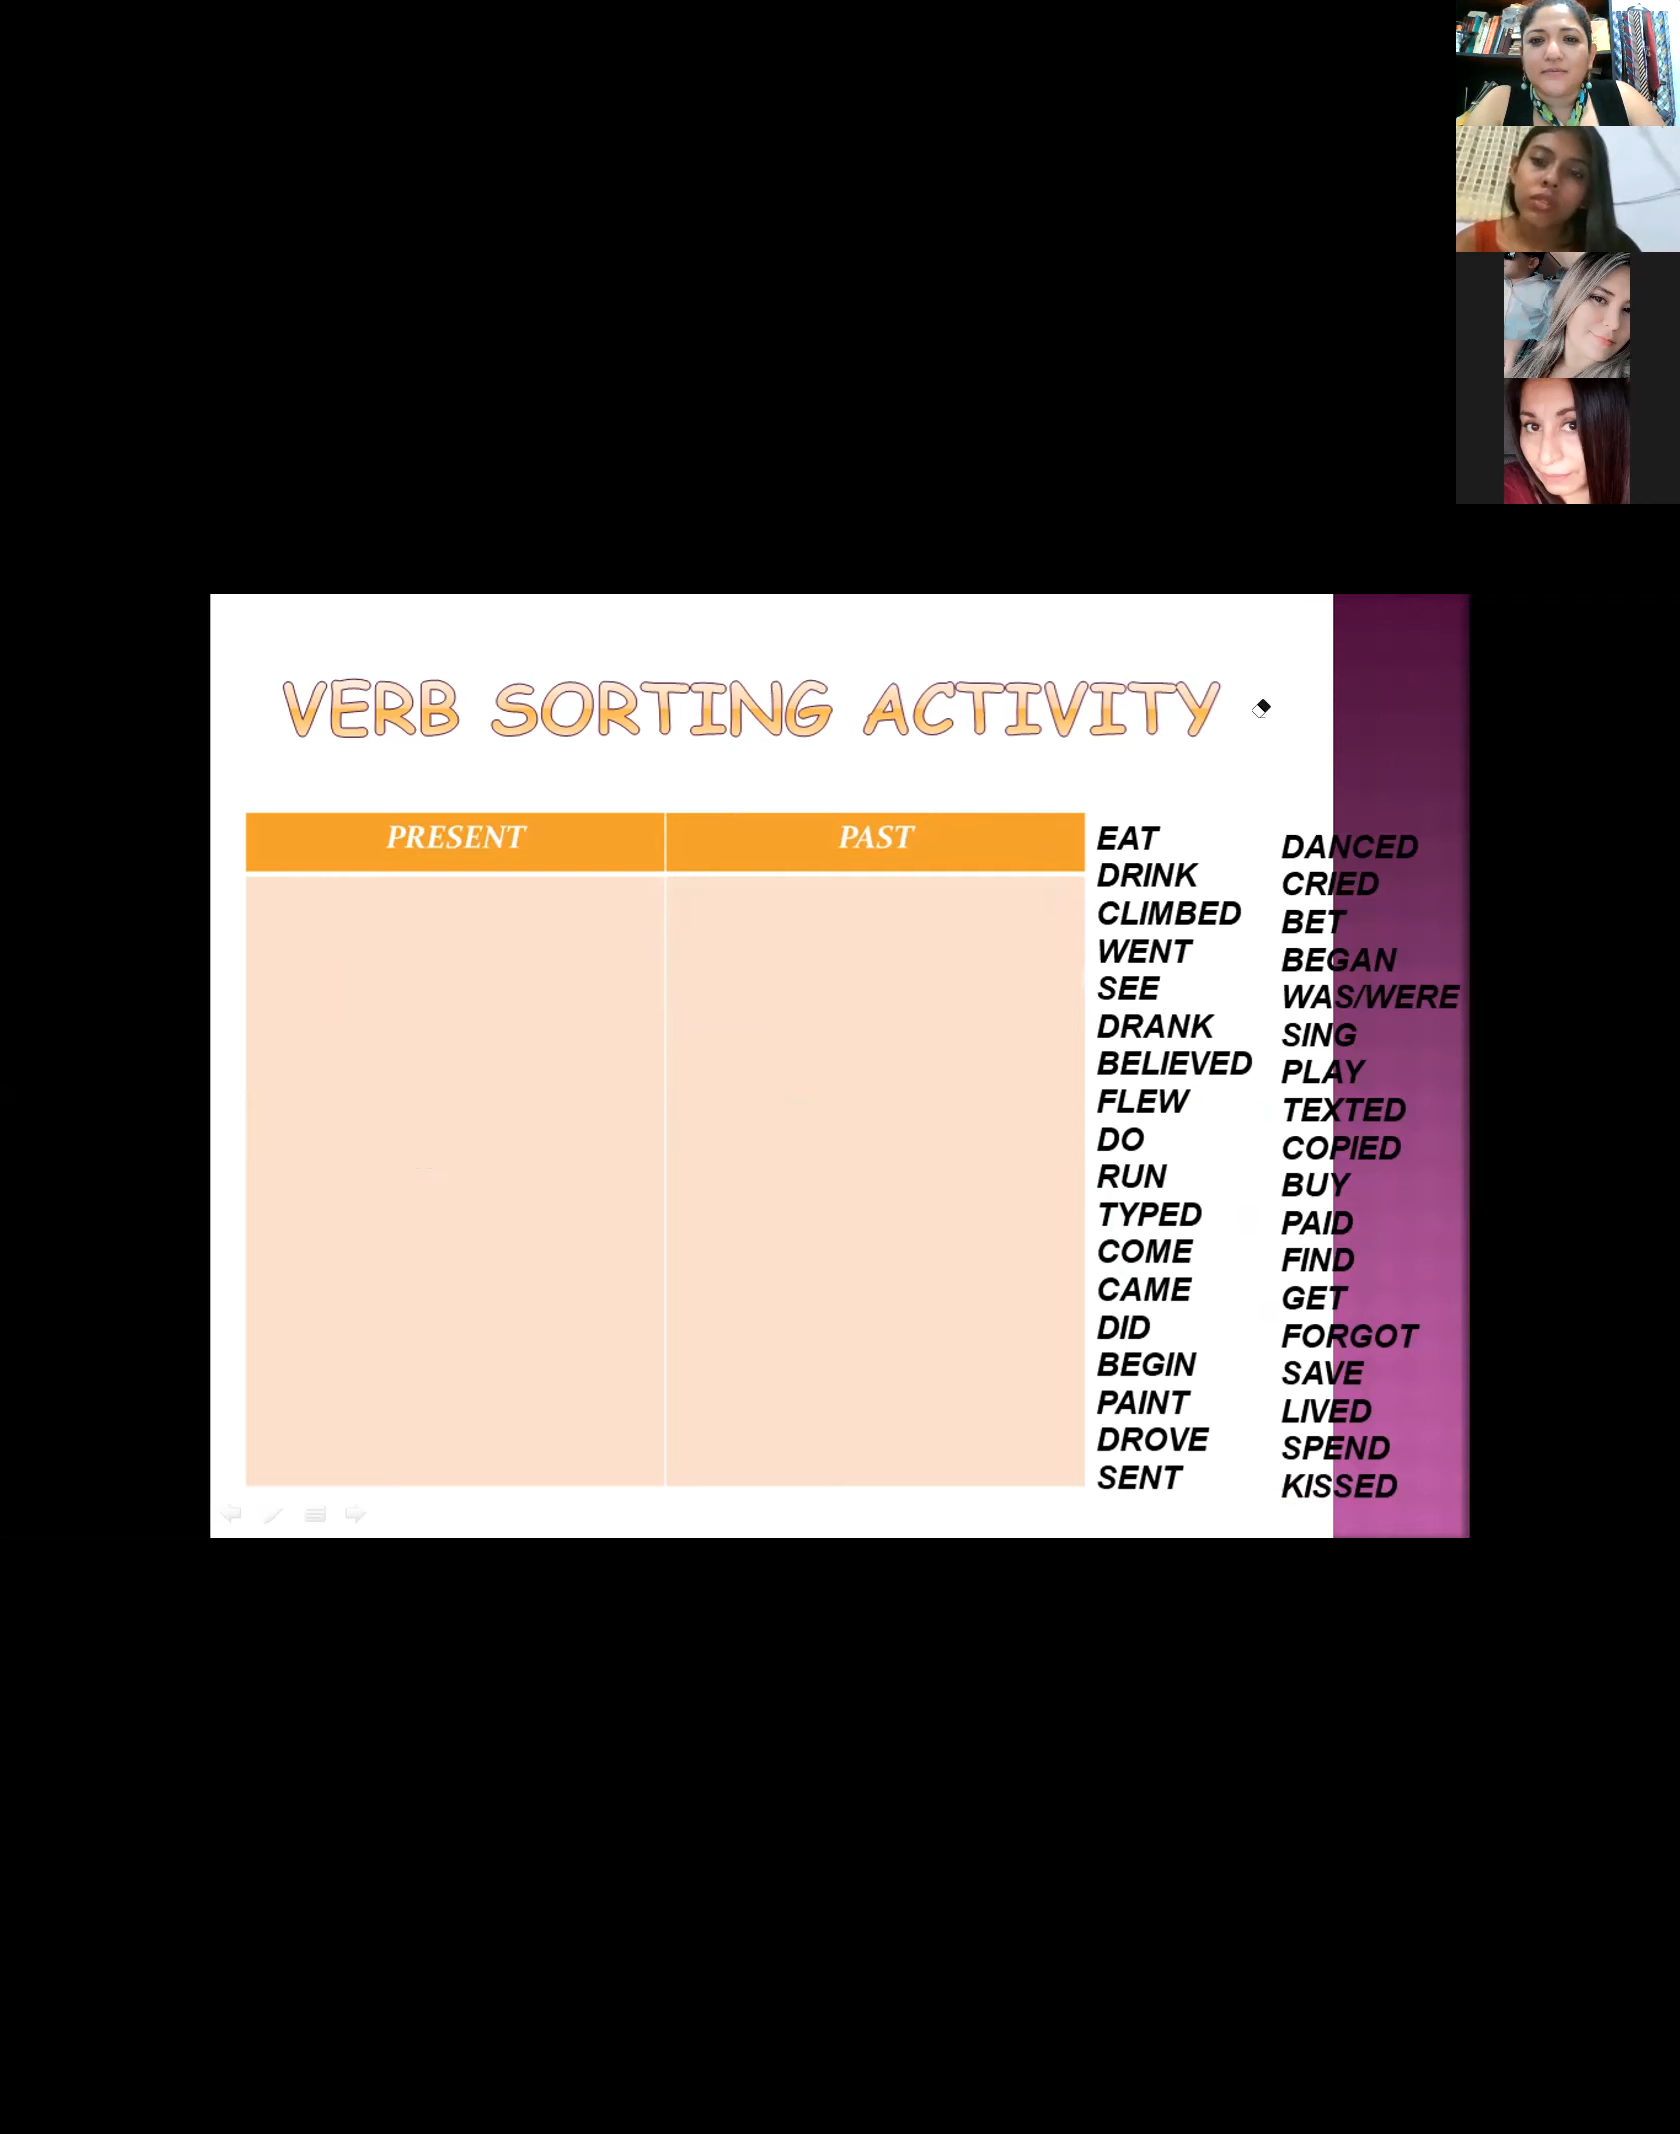 VERB SORTING ACTIVITY
PRESENT
PAST
EAT
DRINK
CLIMBED
WENT
SEE
DRANK
BELIEVED
FLEW
DO
RUN
TYPED
COME
CAME
DID
BEGIN
PAINT
DROVE
SENT
DANCED
CRIED
BET
BEGAN
WAS/WERE
SING
PLAY
TEXTED
COPIED
BUY
PAID
FIND
GET
FORGOT
SAVE
LIVED
SPEND
KISSED